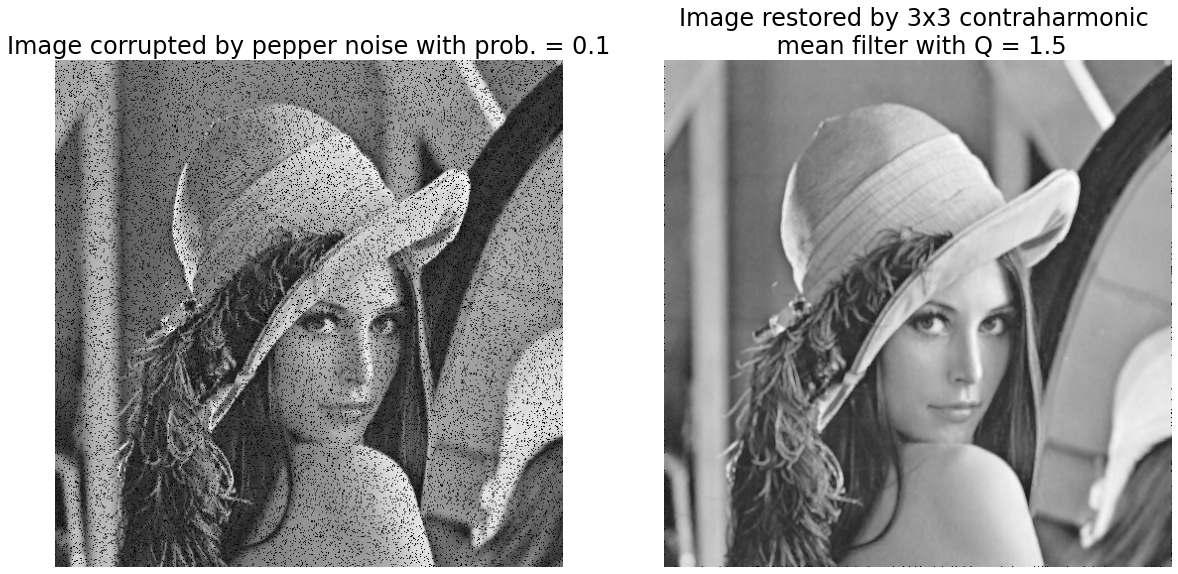 Image corrupted by pepper noise with prob. = 0.1
Image restored by 3x3 contraharmonic
mean filter with Q = 1.5